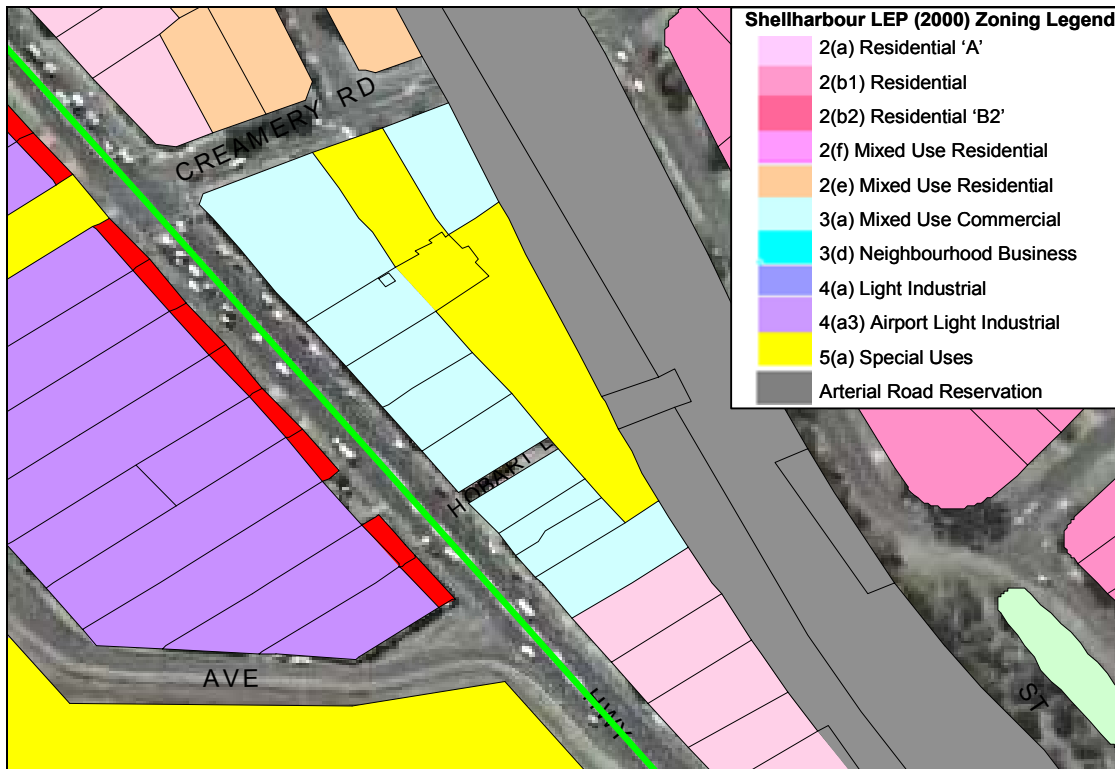 Shellharbour LEP (2000) Zoning Legend
2(a) Residential ‘A’
2(b1) Residential
2(b2) Residential ‘B2’
2(f) Mixed Use Residential
2(e) Mixed Use Residential
3(a) Mixed Use Commercial
3(d) Neighbourhood Business
4(a) Light Industrial
4(a3) Airport Light Industrial
5(a) Special Uses
Arterial Road Reservation
CREAMERY RD
HOBART L
AVE
HWY
ST